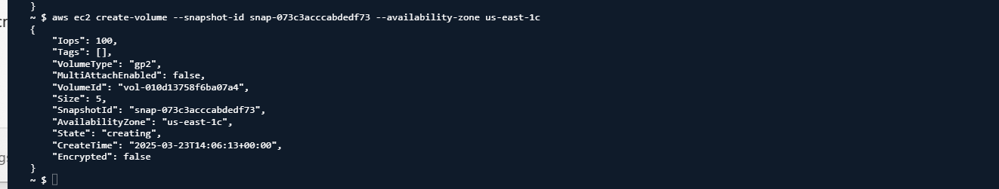 }
~ $ aws ec2 create-volume --snapshot-id snap-073c3acccabdedf73 --availability-zone us-east-1c
{
    "Iops": 100,
    "Tags": [],
    "VolumeType": "gp2",
    "MultiAttachEnabled": false,
    "VolumeId": "vol-010d13758f6ba07a4",
    "Size": 5,
    "SnapshotId": "snap-073c3acccabdedf73",
    "AvailabilityZone": "us-east-1c",
    "State": "creating",
    "CreateTime": "2025-03-23T14:06:13+00:00",
    "Encrypted": false
}
~ $